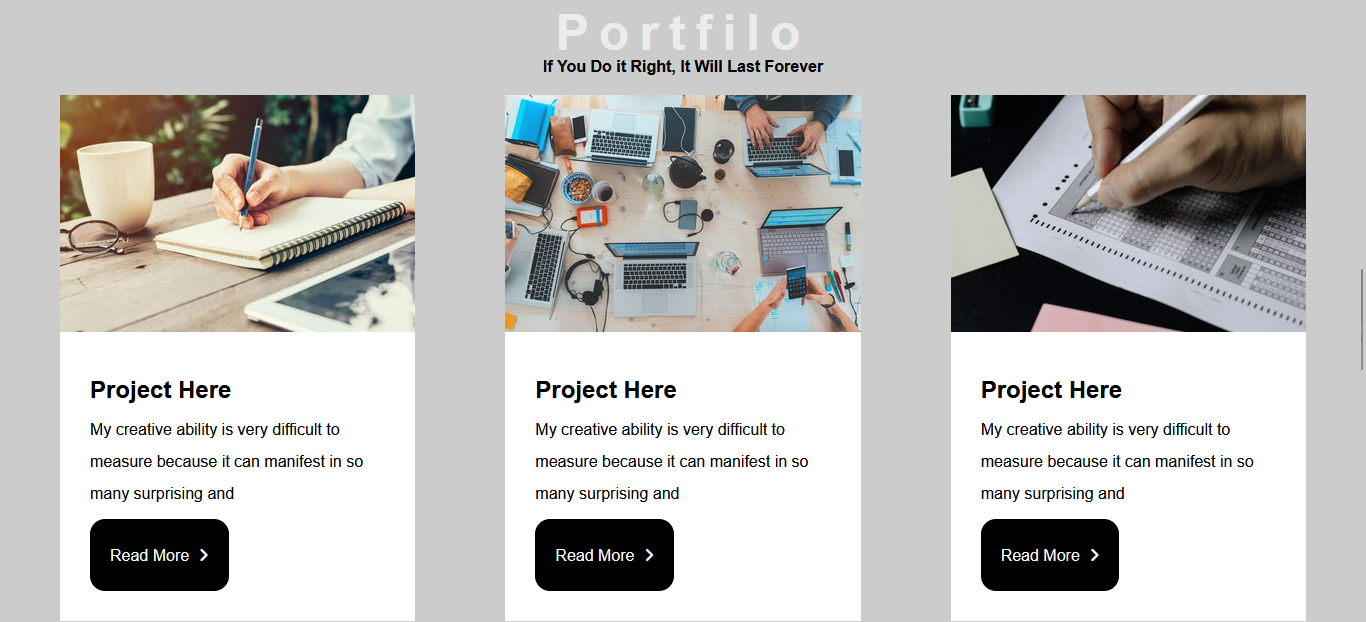 Portfilo
If You Do it Right, It Will Last Forever
Project Here
My creative ability is very difficult to
measure because it can manifest in so
many surprising and
Read More
Project Here
My creative ability is very difficult to
measure because it can manifest in so
many surprising and
Read More
Project Here
My creative ability is very difficult to
measure because it can manifest in so
many surprising and
Read More